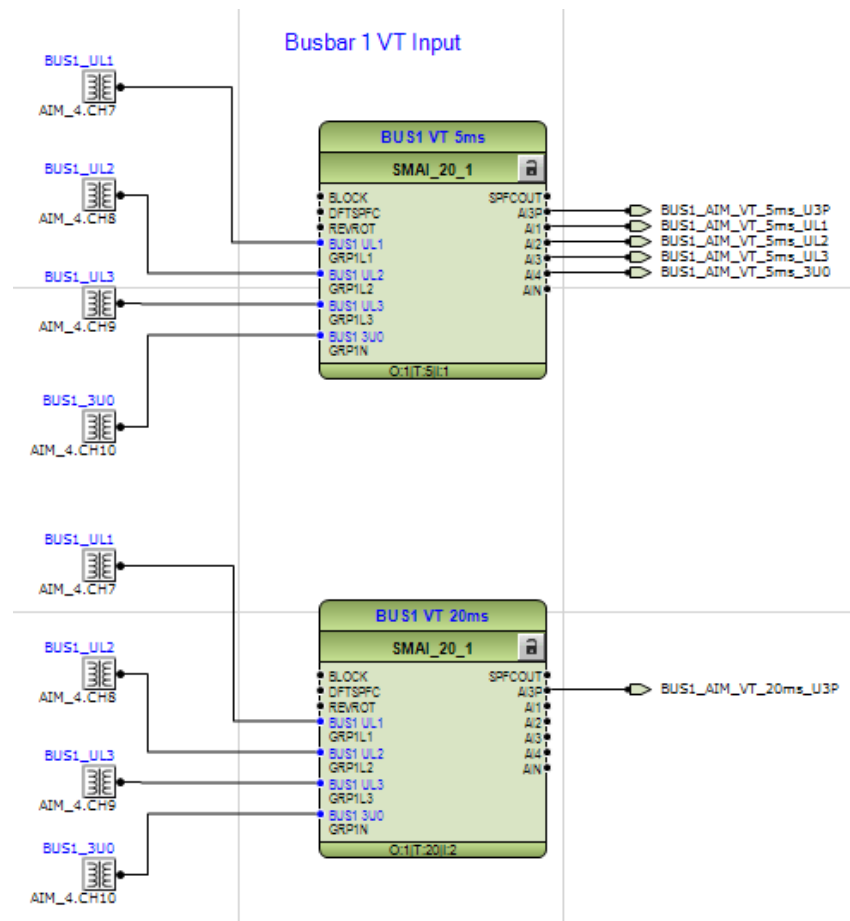 Busbar 1 VT Input
BUS1_UL1
AIM_4.CH7
BUS1_UL2
AIM_4.CH8
BUS1_UL3
AIM_4.CH9
BUS1_3U0
AIM_4.CH10
BUS1 VT 5ms
SMAI_20_1
BLOCK
DFTSPFC
REVROT
BUS1 UL1
GRP1L1
BUS1 UL2
GRP1L2
BUS1 UL3
GRP1L3
BUS1 3U0
GRP1N
SPFCOUT
AI3P
AI1
AI2
AI3
AI4
AIN
O:1|T:5|I:1
BUS1_AIM_VT_5ms_U3P
BUS1_AIM_VT_5ms_UL1
BUS1_AIM_VT_5ms_UL2
BUS1_AIM_VT_5ms_UL3
BUS1_AIM_VT_5ms_3U0
BUS1_UL1
AIM_4.CH7
BUS1_UL2
AIM_4.CH8
BUS1_UL3
AIM_4.CH9
BUS1_3U0
AIM_4.CH10
BUS1 VT 20ms
SMAI_20_1
BLOCK
DFTSPFC
REVROT
BUS1 UL1
GRP1L1
BUS1 UL2
GRP1L2
BUS1 UL3
GRP1L3
BUS1 3U0
GRP1N
SPFCOUT
AI3P
AI1
AI2
AI3
AI4
AIN
O:1|T:20|I:2
BUS1_AIM_VT_20ms_U3P